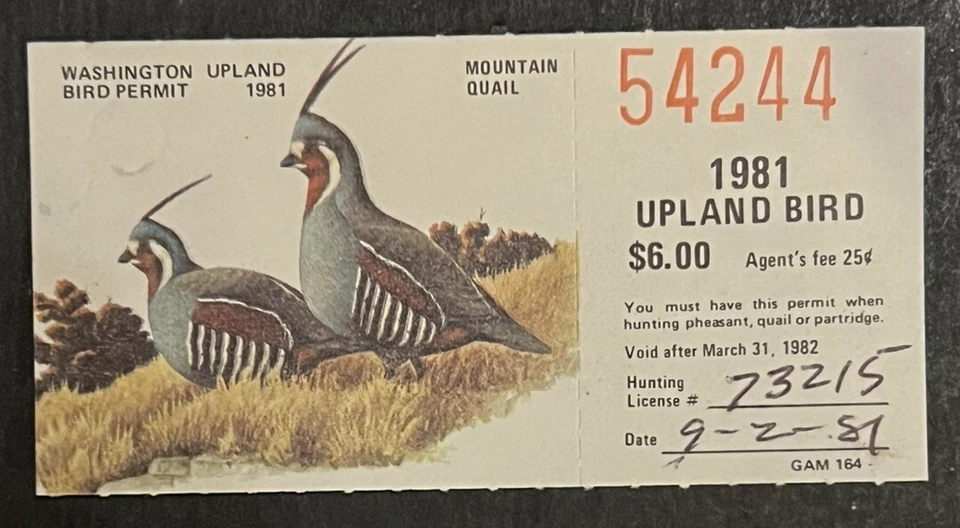 WASHINGTON UPLAND
BIRD PERMIT 1981
MOUNTAIN
QUAIL
54244
1981
UPLAND BIRD
$6.00 Agent's fee 25¢
You must have this permit when
hunting pheasant, quail or partridge.
Void after March 31, 1982
Hunting
License # 73215
Date 9-2-81
GAM 164